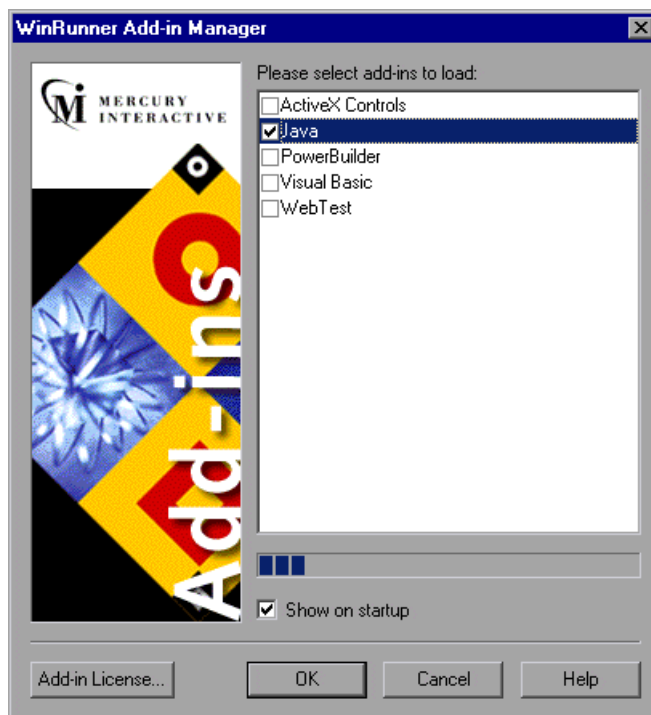 WinRunner Add-in Manager
MERCURY
INTERACTIVE
Add-ins
Please select add-ins to load:
ActiveX Controls
Java
PowerBuilder
Visual Basic
WebTest
Show on startup
Add-in License...
OK
Cancel
Help